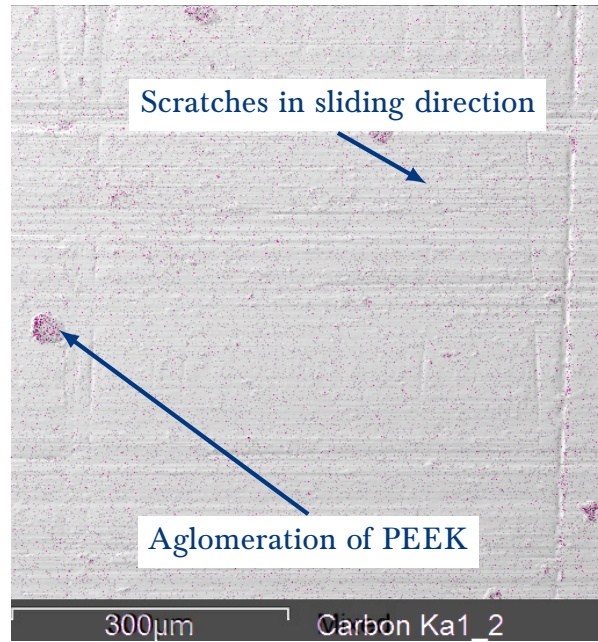 Scratches in sliding direction
Aglomeration of PEEK
300µm Carbon Ka1_2